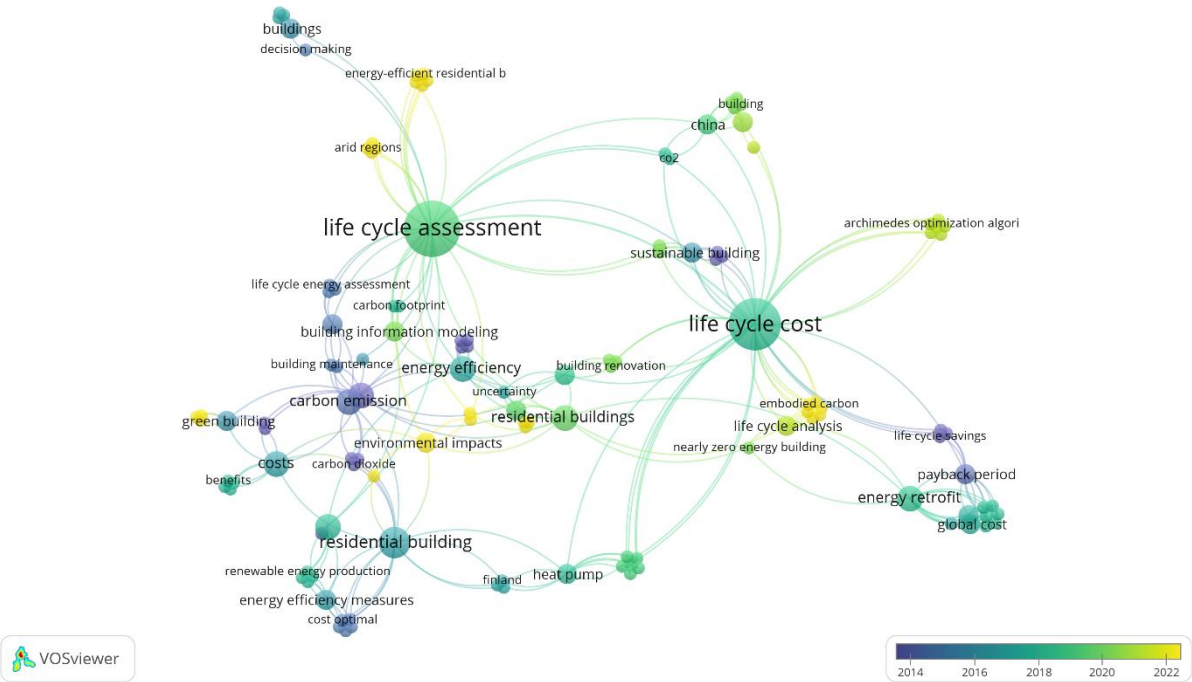 buildings
decision making
energy-efficient residential b
arid regions
building
china
co2
life cycle assessment
archimedes optimization algori
sustainable building
life cycle energy assessment
carbon footprint
life cycle cost
building information modeling
building maintenance
energy efficiency
building renovation
uncertainty
carbon emission
embodied carbon
residential buildings
green building
life cycle analysis
life cycle savings
environmental impacts
nearly zero energy building
costs
carbon dioxide
benefits
payback period
energy retrofit
global cost
residential building
renewable energy production
finland
heat pump
energy efficiency measures
cost optimal
VOSviewer
2014 2016 2018 2020 2022